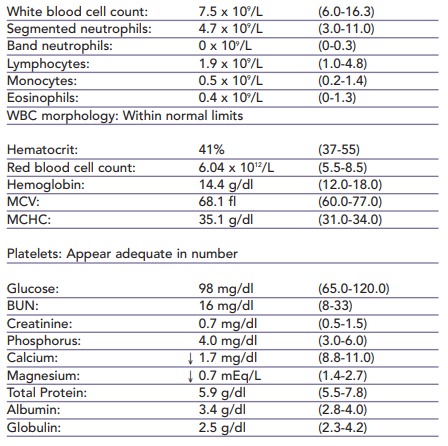 White blood cell count: 7.5 x 10⁹/L (6.0-16.3)
Segmented neutrophils: 4.7 x 10⁹/L (3.0-11.0)
Band neutrophils: 0 x 10⁹/L (0-0.3)
Lymphocytes: 1.9 x 10⁹/L (1.0-4.8)
Monocytes: 0.5 x 10⁹/L (0.2-1.4)
Eosinophils: 0.4 x 10⁹/L (0-1.3)
WBC morphology: Within normal limits
Hematocrit: 41% (37-55)
Red blood cell count: 6.04 x 10¹²/L (5.5-8.5)
Hemoglobin: 14.4 g/dl (12.0-18.0)
MCV: 68.1 fl (60.0-77.0)
MCHC: 35.1 g/dl (31.0-34.0)
Platelets: Appear adequate in number
Glucose: 98 mg/dl (65.0-120.0)
BUN: 16 mg/dl (8-33)
Creatinine: 0.7 mg/dl (0.5-1.5)
Phosphorus: 4.0 mg/dl (3.0-6.0)
Calcium: ↓ 1.7 mg/dl (8.8-11.0)
Magnesium: ↓ 0.7 mEq/L (1.4-2.7)
Total Protein: 5.9 g/dl (5.5-7.8)
Albumin: 3.4 g/dl (2.8-4.0)
Globulin: 2.5 g/dl (2.3-4.2)